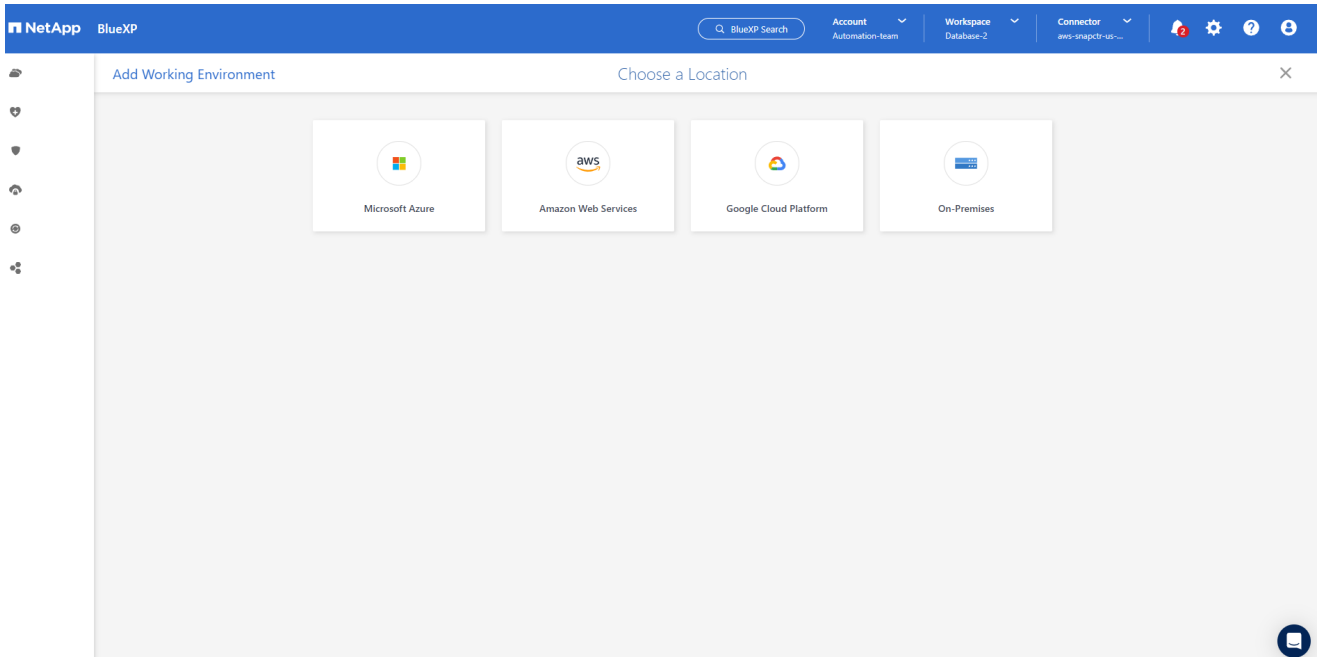 NetApp BlueXP
BlueXP Search
Account
Automation-team
Workspace
Database-2
Connector
aws-snapctr-us-...
2
Add Working Environment
Choose a Location
aws
Microsoft Azure
Amazon Web Services
Google Cloud Platform
On-Premises